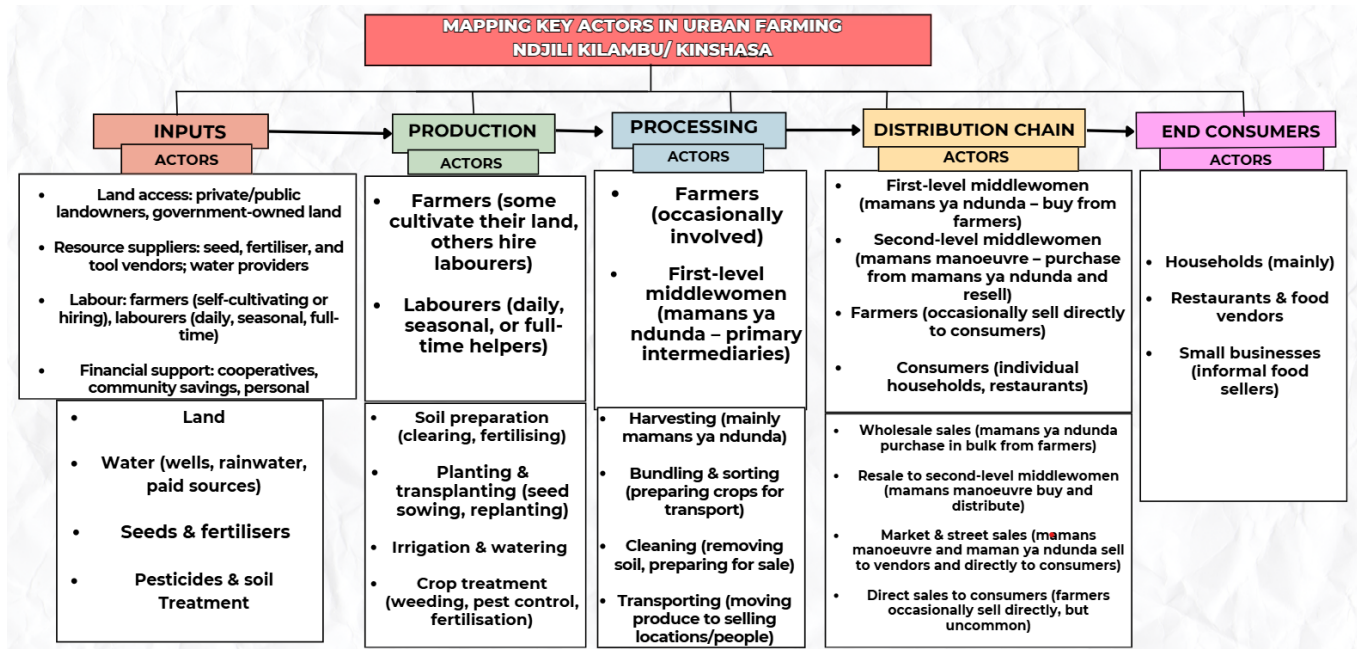 MAPPING KEY ACTORS IN URBAN FARMING
NDJILI KILAMBU/ KINSHASA
INPUTS
ACTORS
• Land access: private/public
landowners, government-owned land
• Resource suppliers: seed, fertiliser, and
tool vendors; water providers
• Labour: farmers (self-cultivating or
hiring), labourers (daily, seasonal, full-
time)
• Financial support: cooperatives,
community savings, personal
• Land
• Water (wells, rainwater,
paid sources)
• Seeds & fertilisers
• Pesticides & soil
Treatment
PRODUCTION
ACTORS
• Farmers (some
cultivate their land,
others hire
labourers)
• Labourers (daily,
seasonal, or full-
time helpers)
• Soil preparation
(clearing, fertilising)
• Planting &
transplanting (seed
sowing, replanting)
• Irrigation & watering
• Crop treatment
(weeding, pest control,
fertilisation)
PROCESSING
ACTORS
• Farmers
(occasionally
involved)
• First-level
middlewomen
(mamans ya
ndunda – primary
intermediaries)
• Harvesting (mainly
mamans ya ndunda)
• Bundling & sorting
(preparing crops for
transport)
• Cleaning (removing
soil, preparing for sale)
• Transporting (moving
produce to selling
locations/people)
DISTRIBUTION CHAIN
ACTORS
• First-level middlewomen
(mamans ya ndunda – buy from
farmers)
• Second-level middlewomen
(mamans manoeuvre – purchase
from mamans ya ndunda and
resell)
• Farmers (occasionally sell directly
to consumers)
• Consumers (individual
households, restaurants)
• Wholesale sales (mamans ya ndunda
purchase in bulk from farmers)
• Resale to second-level middlewomen
(mamans manoeuvre buy and
distribute)
• Market & street sales (mamans
manoeuvre and maman ya ndunda sell
to vendors and directly to consumers)
• Direct sales to consumers (farmers
occasionally sell directly, but
uncommon)
END CONSUMERS
ACTORS
• Households (mainly)
• Restaurants & food
vendors
• Small businesses
(informal food
sellers)